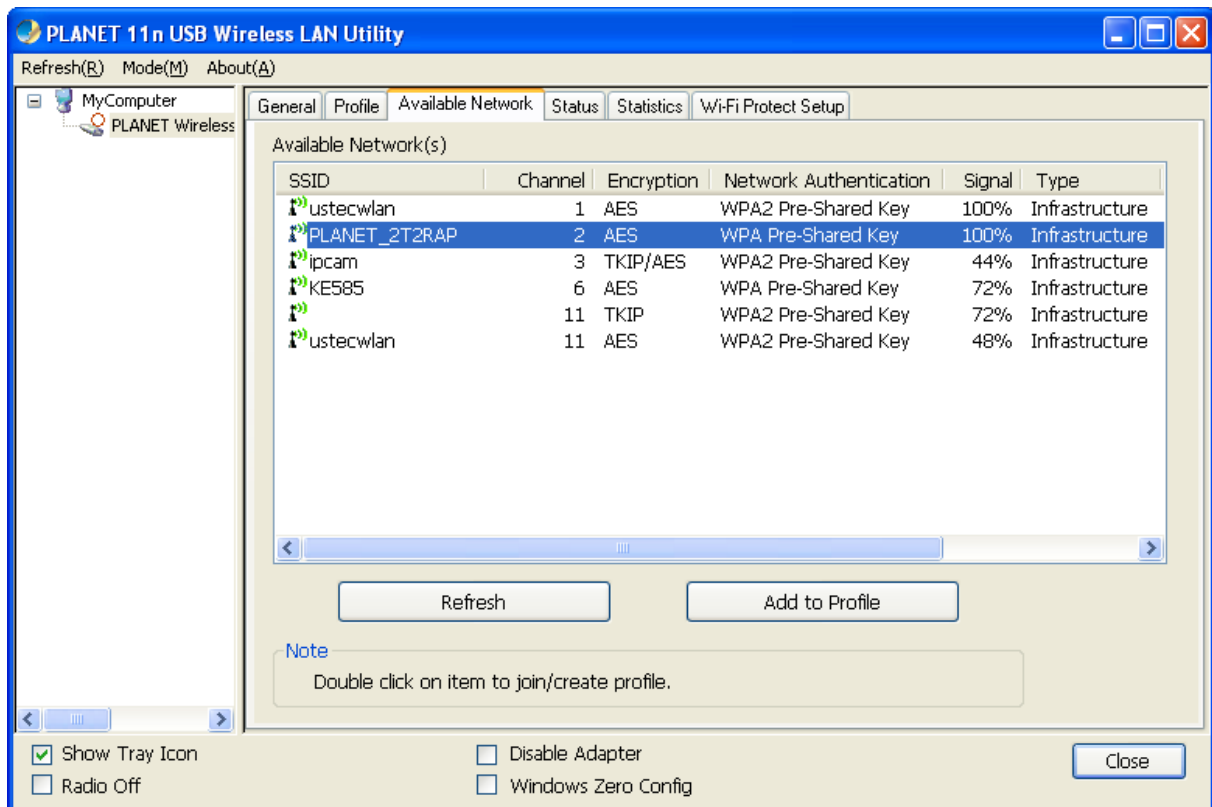 PLANET 11n USB Wireless LAN Utility
Refresh(R) Mode(M) About(A)
MyComputer
PLANET Wireless
General Profile Available Network Status Statistics Wi-Fi Protect Setup
Available Network(s)
SSID Channel Encryption Network Authentication Signal Type
ustecwlan 1 AES WPA2 Pre-Shared Key 100% Infrastructure
PLANET_2T2RAP 2 AES WPA Pre-Shared Key 100% Infrastructure
ipcam 3 TKIP/AES WPA2 Pre-Shared Key 44% Infrastructure
KE585 6 AES WPA Pre-Shared Key 72% Infrastructure
11 TKIP WPA2 Pre-Shared Key 72% Infrastructure
ustecwlan 11 AES WPA2 Pre-Shared Key 48% Infrastructure
Refresh Add to Profile
Note
Double click on item to join/create profile.
Show Tray Icon Disable Adapter Close
Radio Off Windows Zero Config